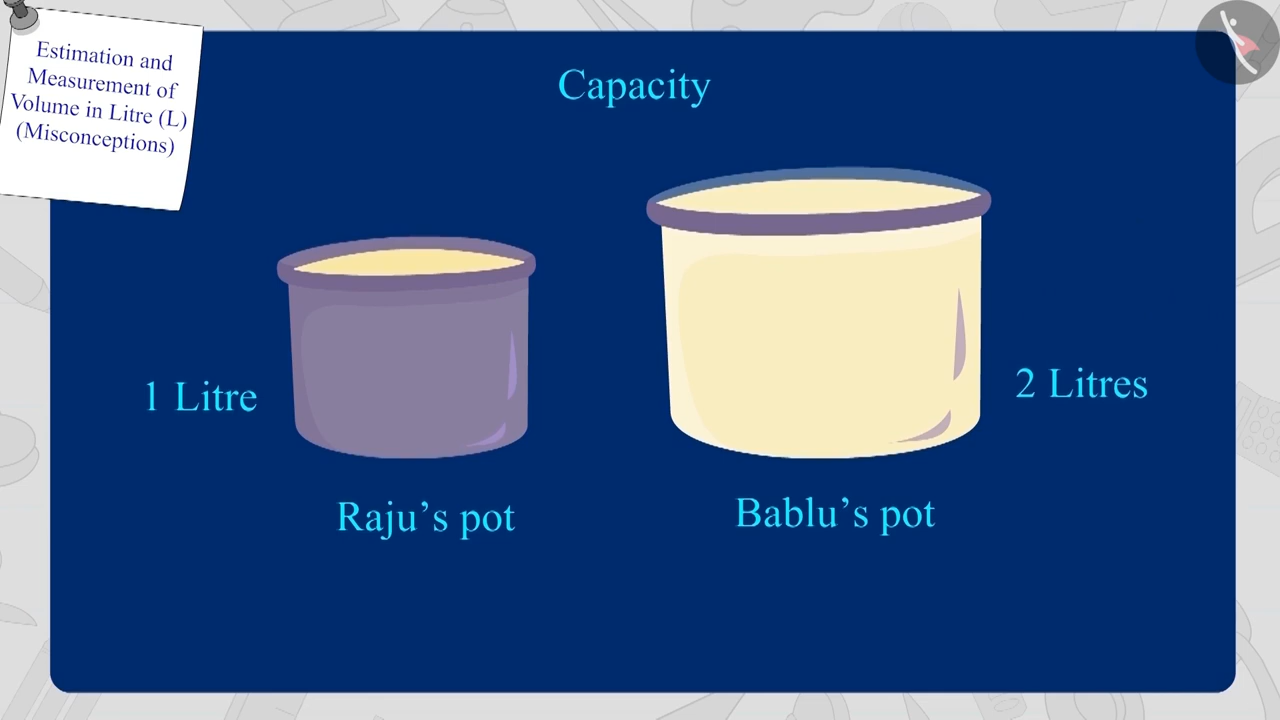 Estimation and
Measurement of
Volume in Litre (L)
(Misconceptions)
Capacity
1 Litre
2 Litres
Raju’s pot
Bablu’s pot